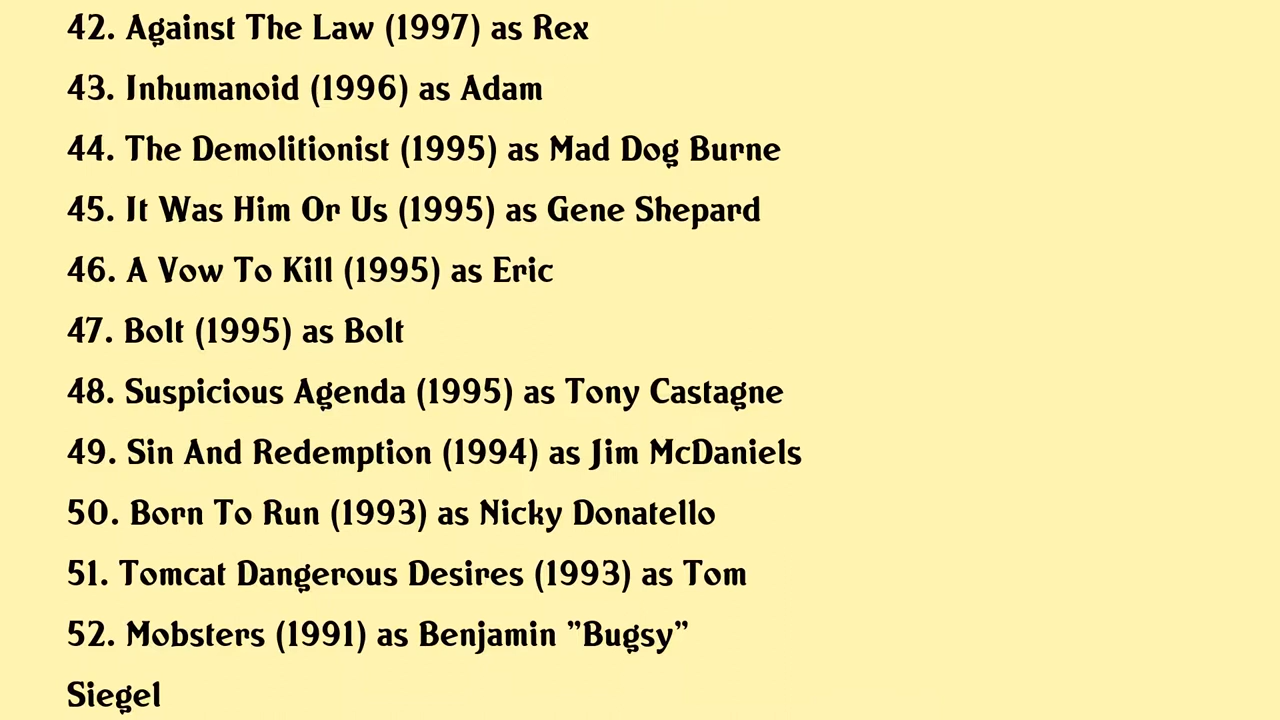 42. Against The Law (1997) as Rex
43. Inhumanoid (1996) as Adam
44. The Demolitionist (1995) as Mad Dog Burne
45. It Was Him Or Us (1995) as Gene Shepard
46. A Vow To Kill (1995) as Eric
47. Bolt (1995) as Bolt
48. Suspicious Agenda (1995) as Tony Castagne
49. Sin And Redemption (1994) as Jim McDaniels
50. Born To Run (1993) as Nicky Donatello
51. Tomcat Dangerous Desires (1993) as Tom
52. Mobsters (1991) as Benjamin ”Bugsy”
Siegel